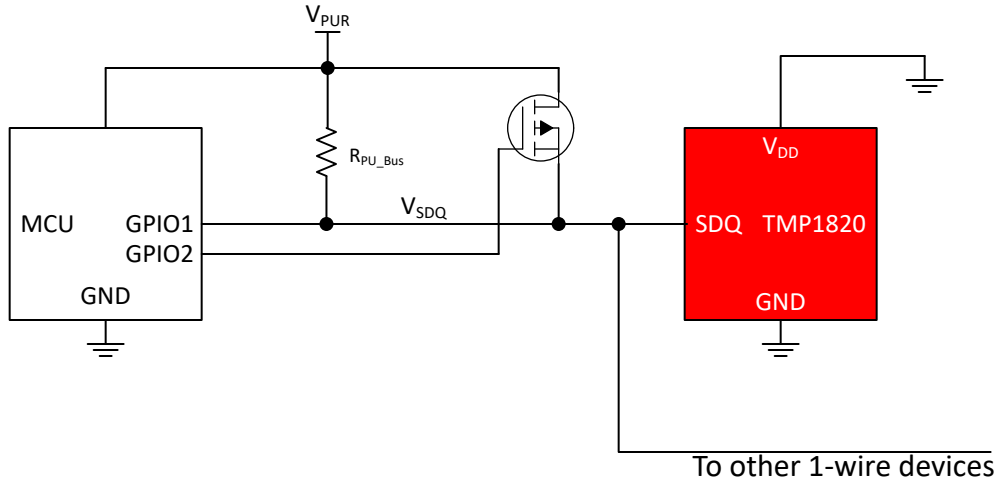 VPUR
RPU_Bus
VDD
VSDQ
MCU GPIO1
SDQ TMP1820
GPIO2
GND
GND
To other 1-wire devices